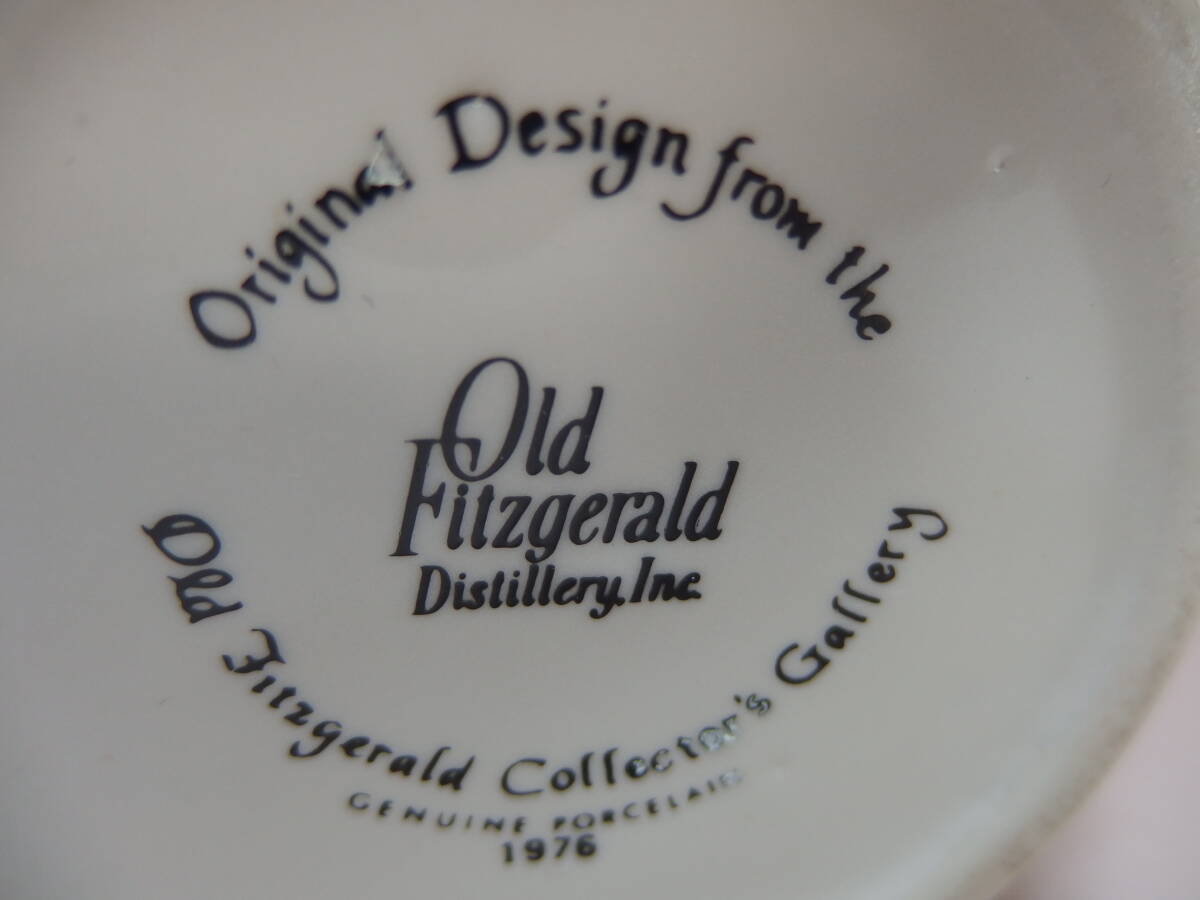 Original Design from the
Old
Fitzgerald
Distillery, Inc.
Old Fitzgerald Collector's Gallery
GENUINE PORCELAIN
1976